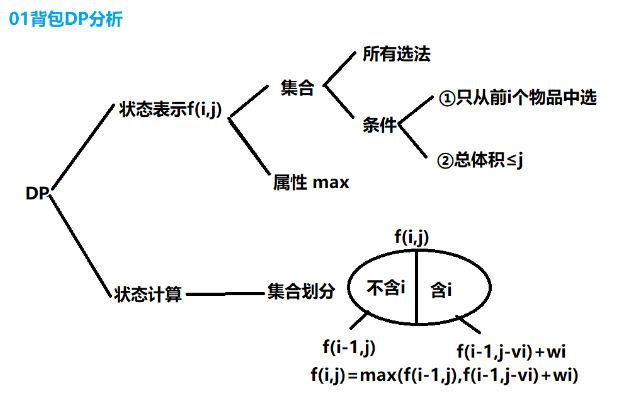 01背包DP分析
所有选法
集合
①只从前i个物品中选
状态表示f(i,j)
条件
②总体积≤j
属性 max
DP
f(i,j)
状态计算
集合划分
不含i
含i
f(i-1,j)
f(i-1,j-vi)+wi
f(i,j)=max(f(i-1,j),f(i-1,j-vi)+wi)